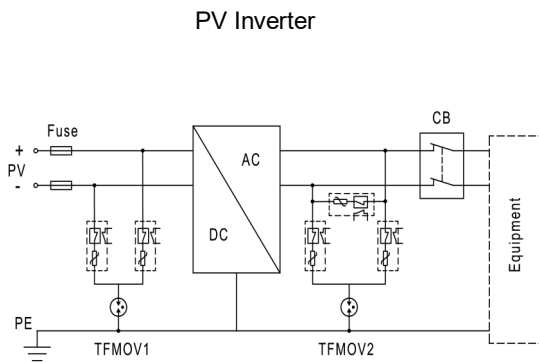 PV Inverter
CB
Fuse
+
PV
-
AC
DC
Equipment
PE
TFMOV1
TFMOV2